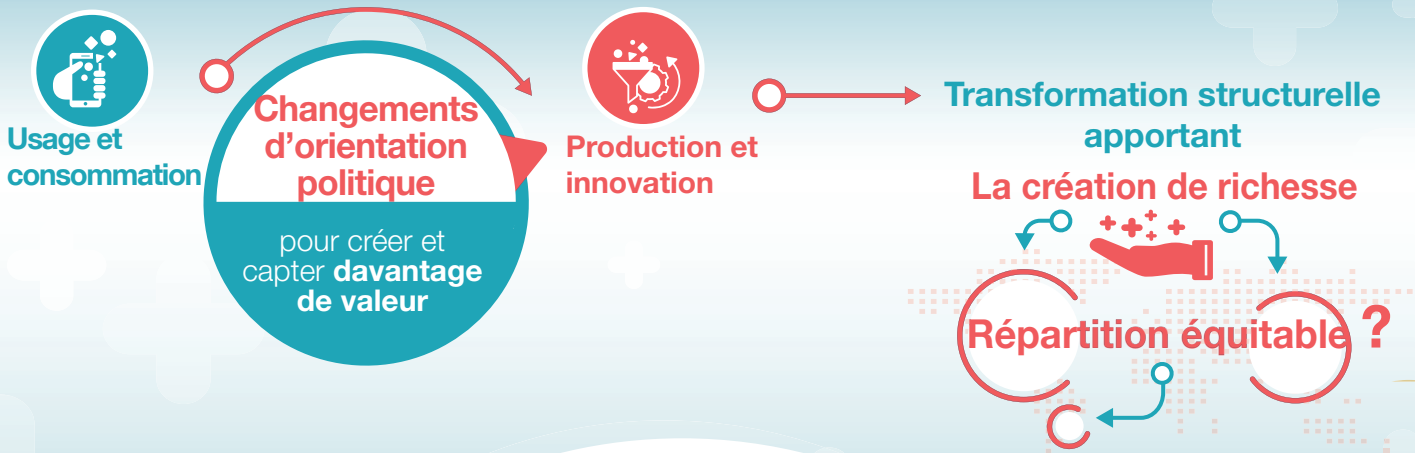 Usage et
consommation
Changements
d’orientation
politique
pour créer et
capter davantage
de valeur
Production et
innovation
Transformation structurelle
apportant
La création de richesse
Répartition équitable ?